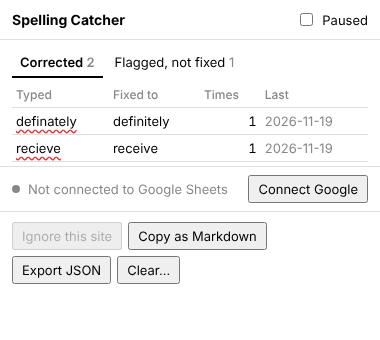 Spelling Catcher Paused
Corrected 2 Flagged, not fixed 1
Typed Fixed to Times Last
definately definitely 1 2026-11-19
recieve receive 1 2026-11-19
Not connected to Google Sheets Connect Google
Ignore this site Copy as Markdown
Export JSON Clear...